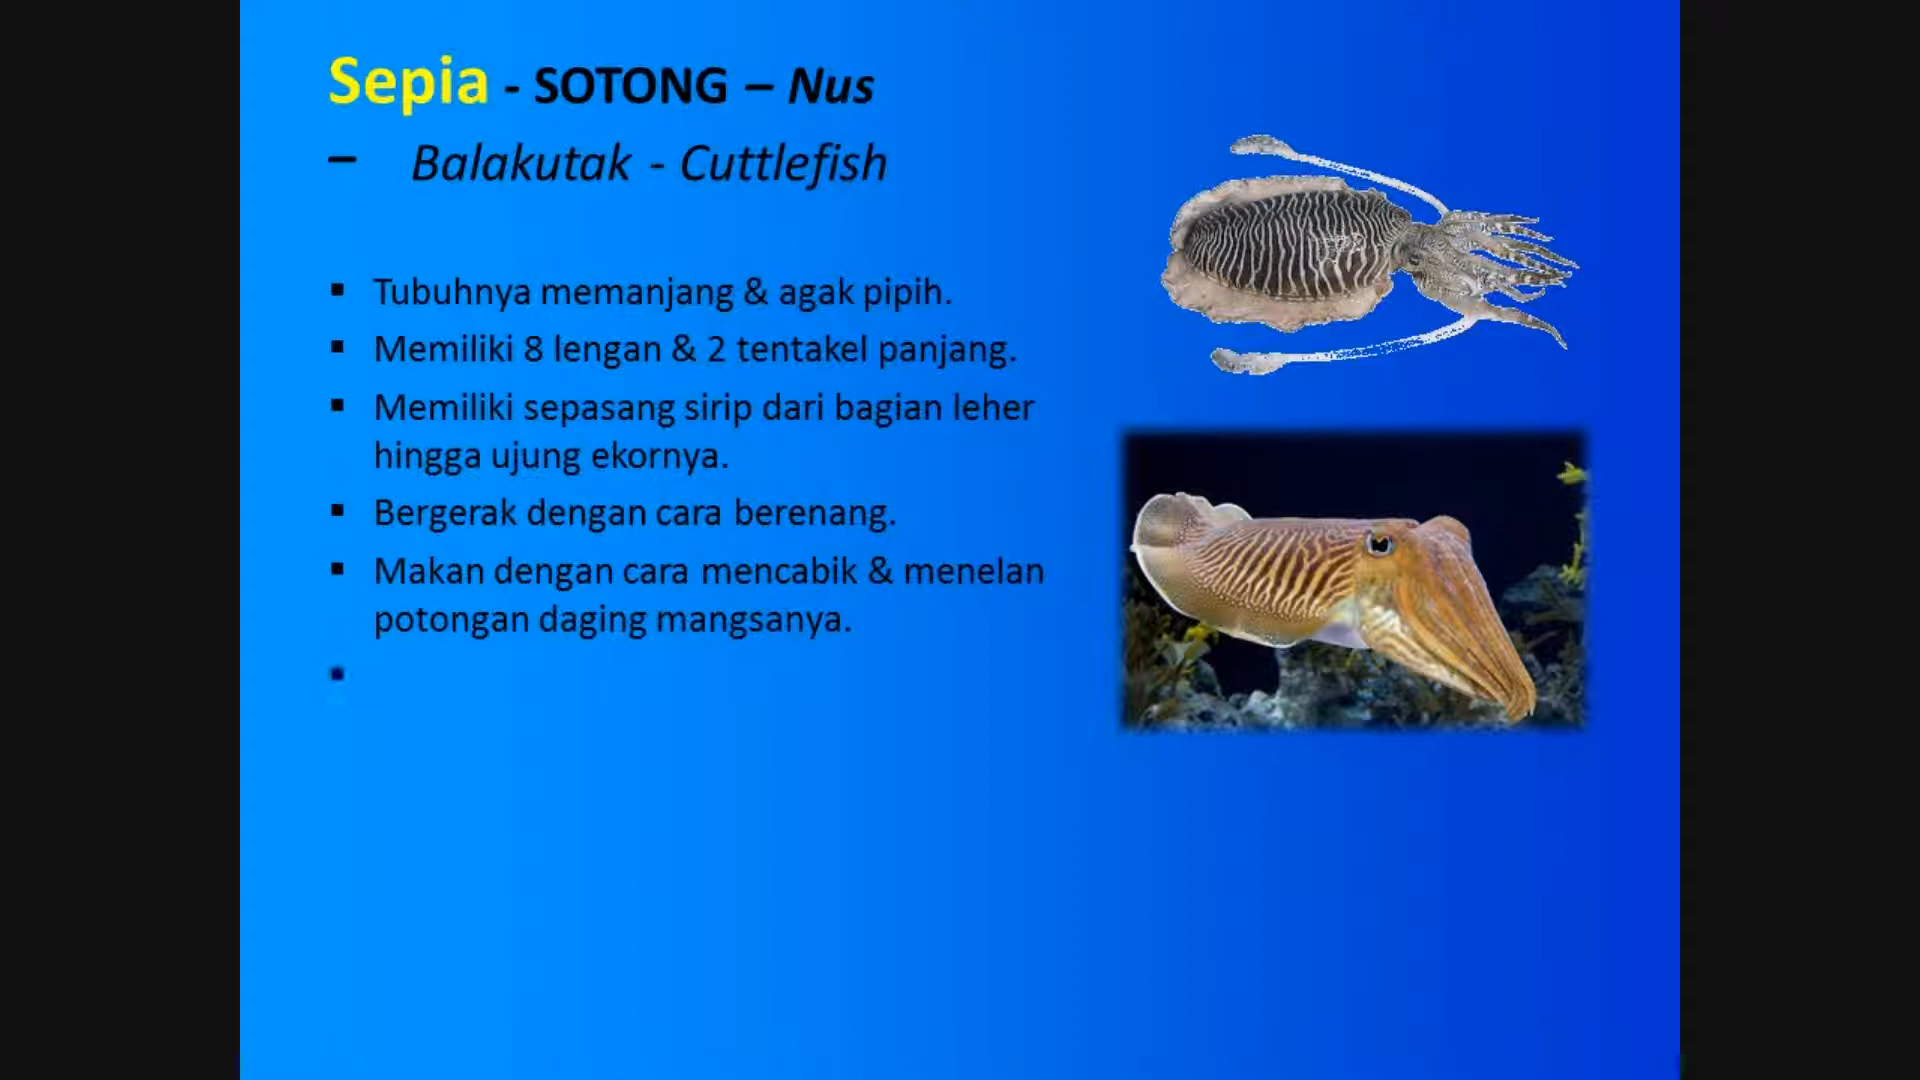 Sepia - SOTONG – Nus
– Balakutak - Cuttlefish
▪ Tubuhnya memanjang & agak pipih.
▪ Memiliki 8 lengan & 2 tentakel panjang.
▪ Memiliki sepasang sirip dari bagian leher
hingga ujung ekornya.
▪ Bergerak dengan cara berenang.
▪ Makan dengan cara mencabik & menelan
potongan daging mangsanya.
▪